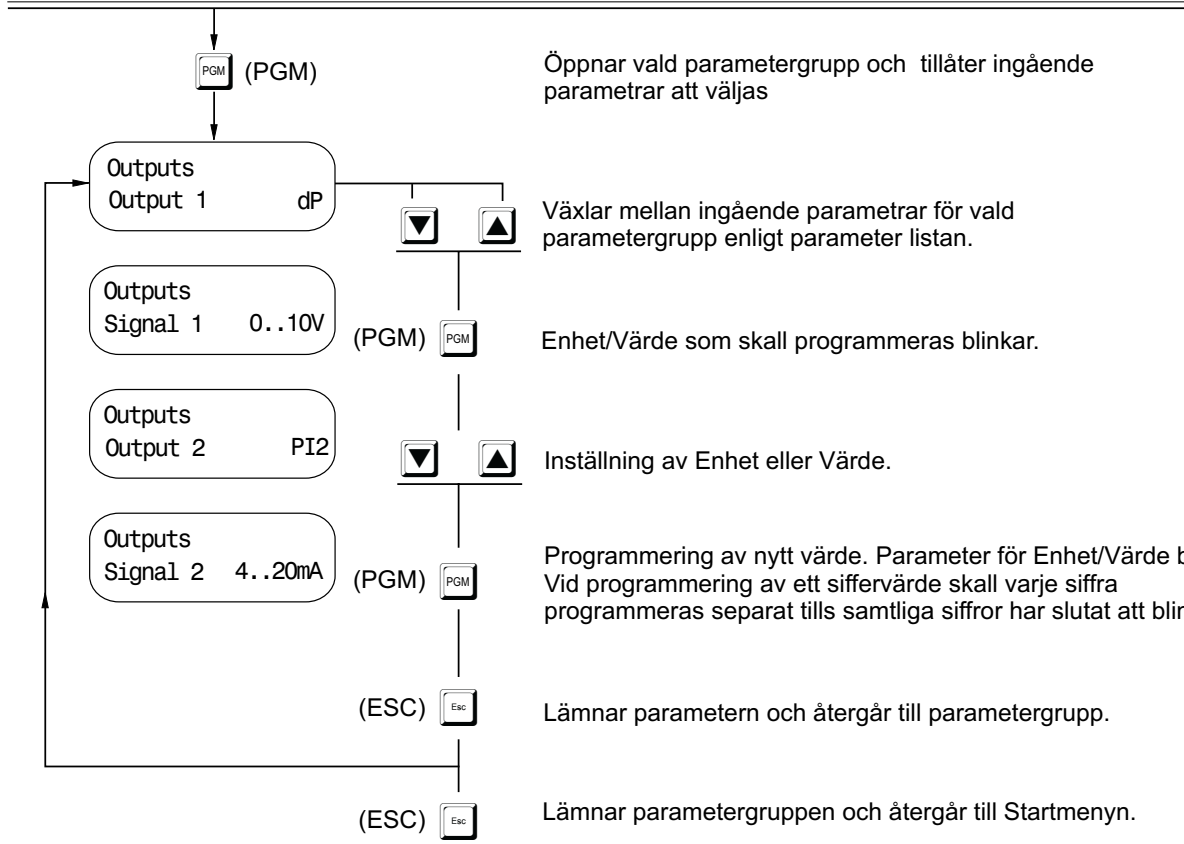 PGM (PGM)
Öppnar vald parametergrupp och tillåter ingående
parametrar att väljas
Outputs
Output 1 dP
Växlar mellan ingående parametrar för vald
parametergrupp enligt parameter listan.
Outputs
Signal 1 0..10V
(PGM) PGM
Enhet/Värde som skall programmeras blinkar.
Outputs
Output 2 PI2
Inställning av Enhet eller Värde.
Outputs
Signal 2 4..20mA
(PGM) PGM
Programmering av nytt värde. Parameter för Enhet/Värde
Vid programmering av ett siffervärde skall varje siffra
programmeras separat tills samtliga siffror har slutat att
(ESC) Esc
Lämnar parametern och återgår till parametergrupp.
(ESC) Esc
Lämnar parametergruppen och återgår till Startmenyn.